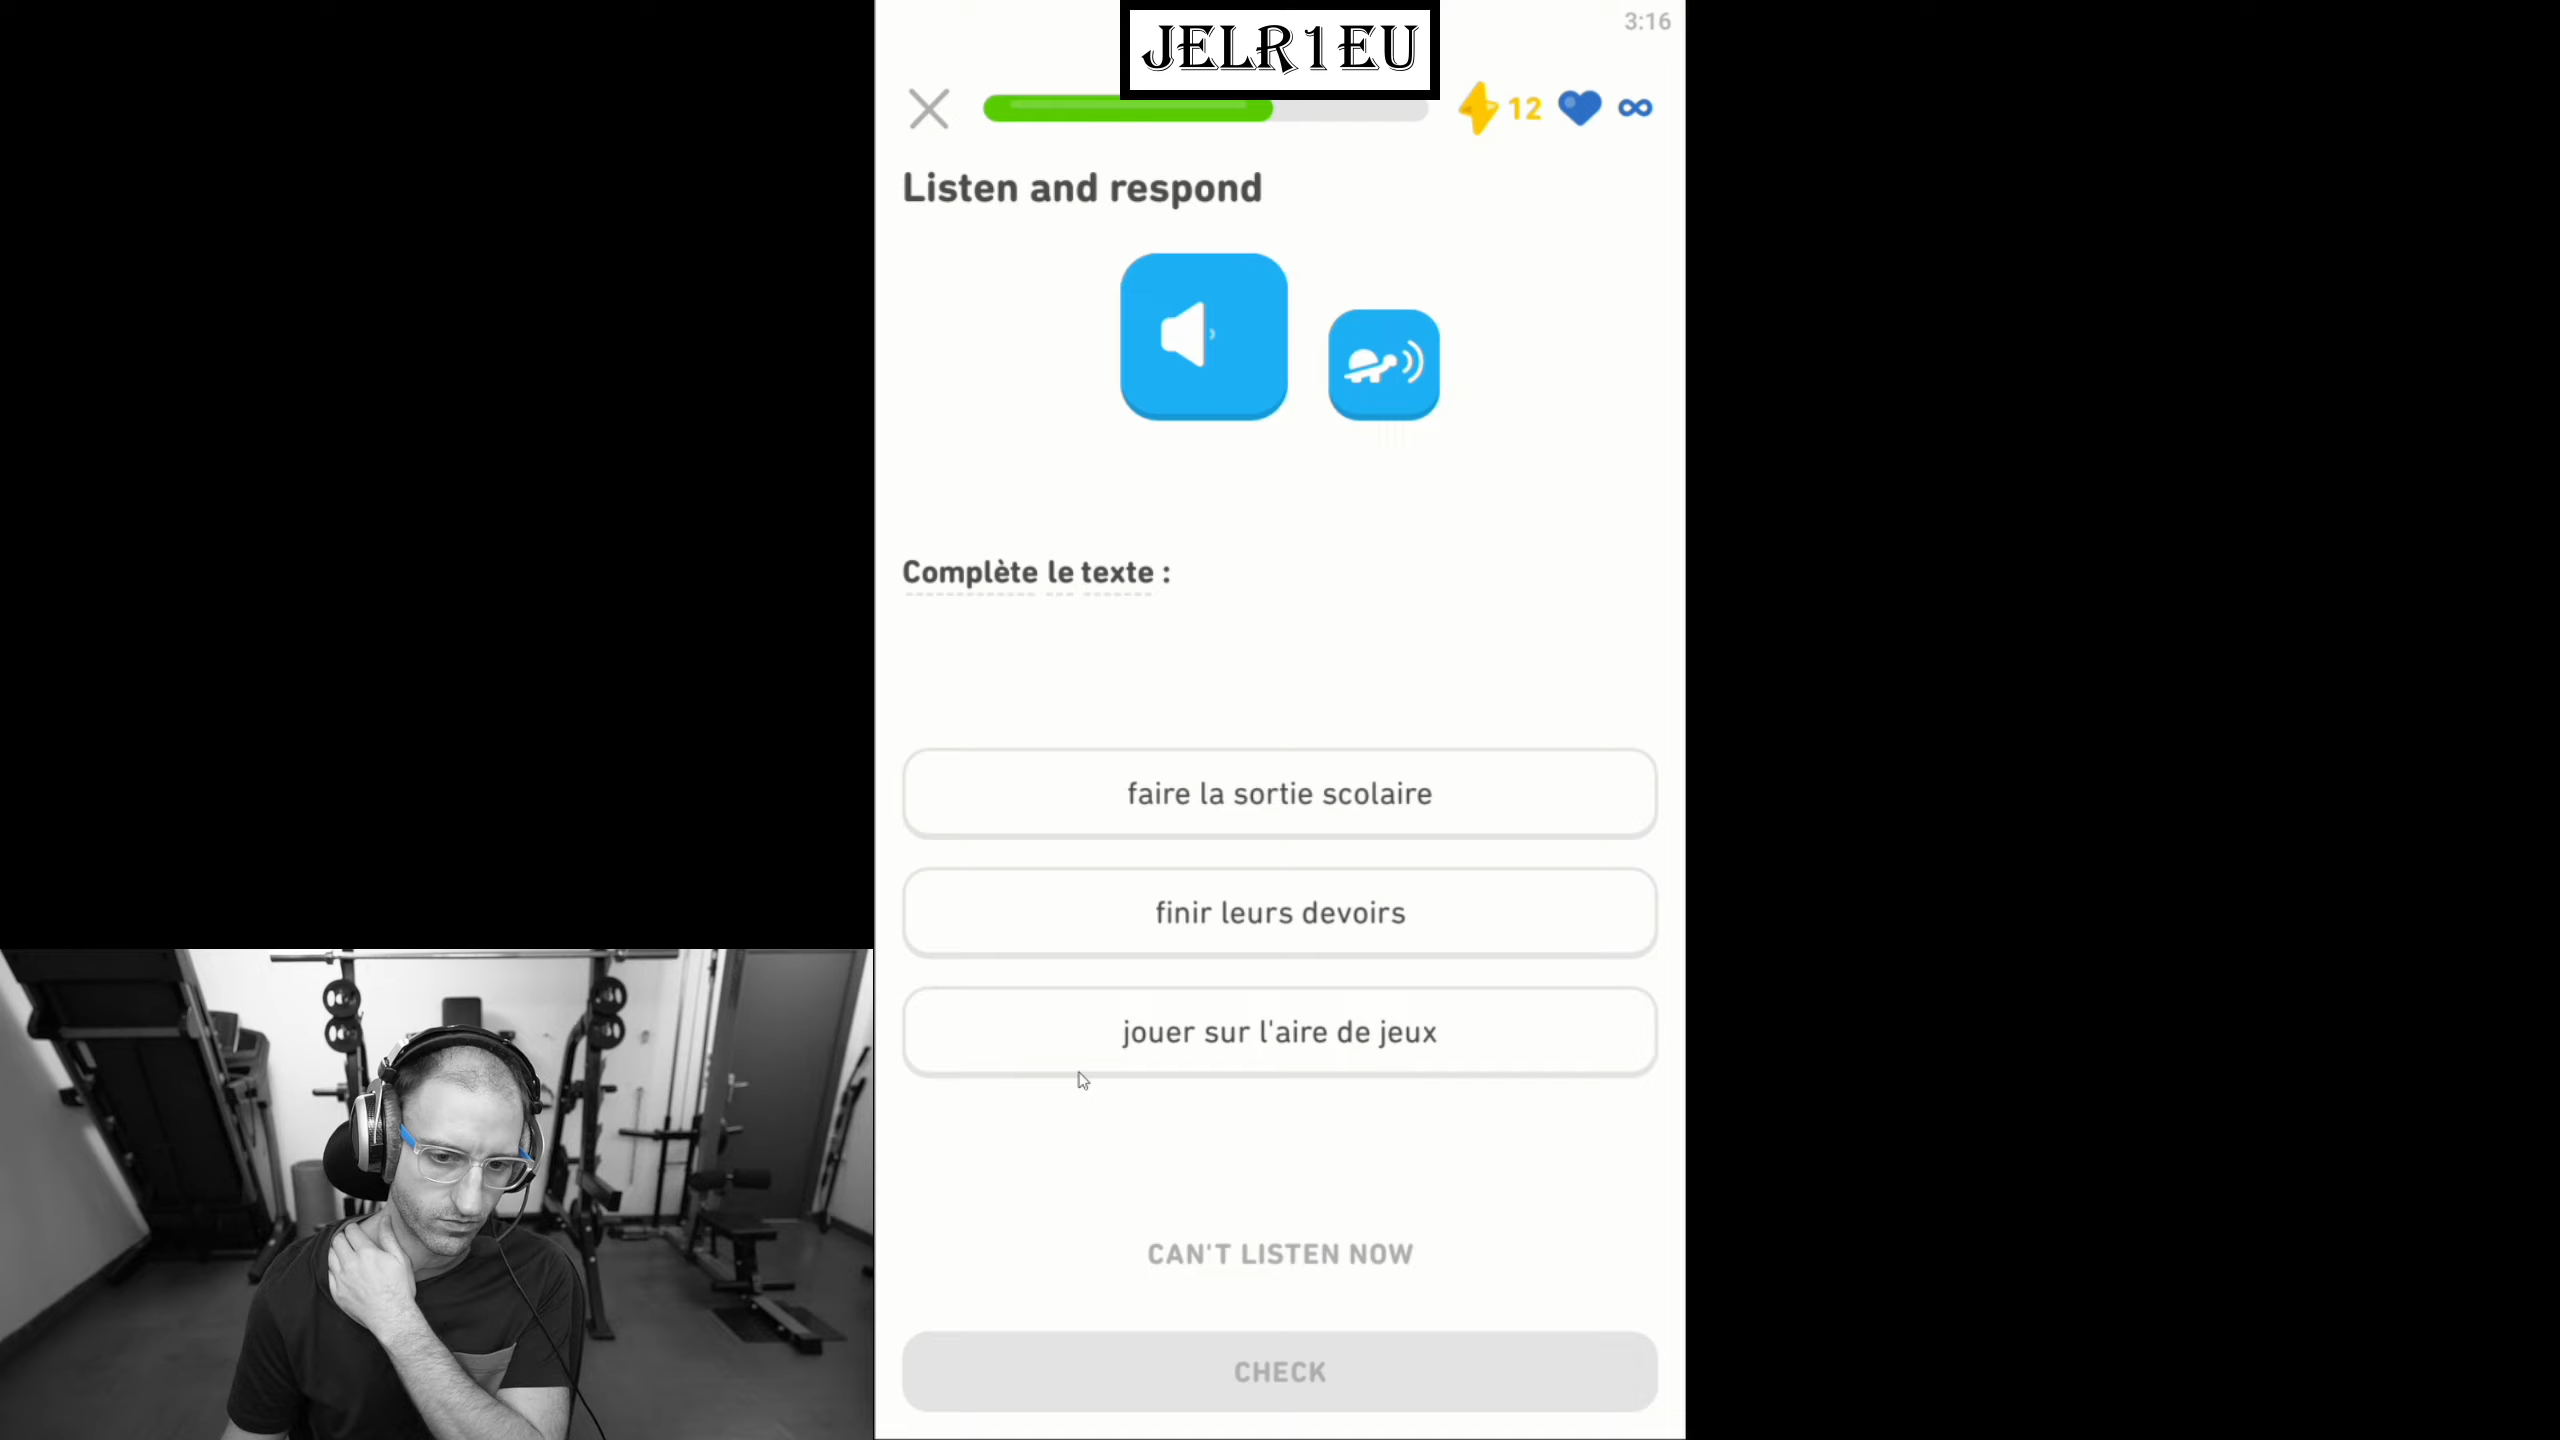 JELR1EU
3:16
12
Listen and respond
Complète le texte :
faire la sortie scolaire
finir leurs devoirs
jouer sur l'aire de jeux
CAN'T LISTEN NOW
CHECK